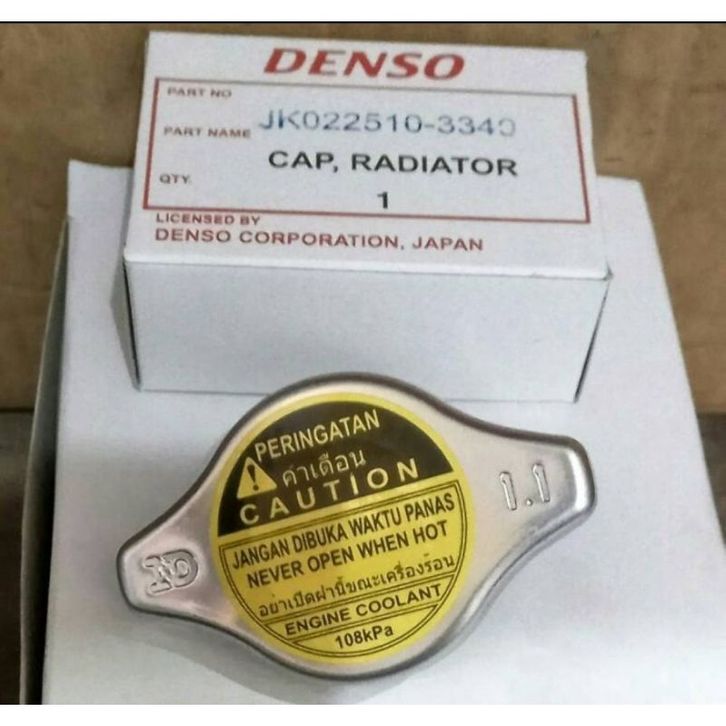 DENSO
PART NO
JK022510-3340
PART NAME
CAP, RADIATOR
QTY.
1
LICENSED BY
DENSO CORPORATION, JAPAN
PERINGATAN
คำเตือน
CAUTION
JANGAN DIBUKA WAKTU PANAS
NEVER OPEN WHEN HOT
อย่าเปิดฝานี้ขณะเครื่องร้อน
ENGINE COOLANT
108kPa
1.1